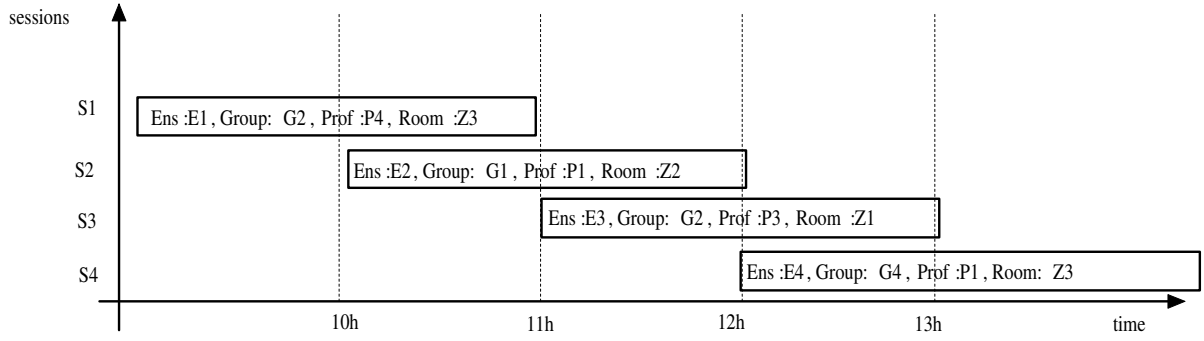 sessions
S1
Ens :E1, Group: G2, Prof :P4, Room :Z3
S2
Ens :E2, Group: G1, Prof :P1, Room :Z2
S3
Ens :E3, Group: G2, Prof :P3, Room :Z1
S4
Ens :E4, Group: G4, Prof :P1, Room: Z3
10h 11h 12h 13h time